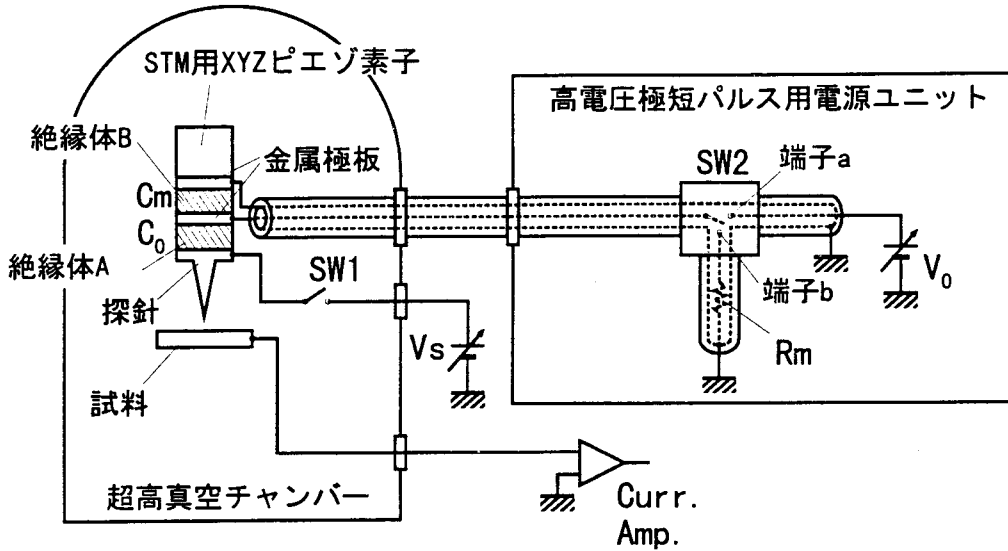 STM用XYZピエゾ素子
高電圧極短パルス用電源ユニット
絶縁体B
金属極板
SW2
端子a
Cm
C₀
絶縁体A
SW1
端子b
V₀
探針
Vs
Rm
試料
超高真空チャンバー
Curr.
Amp.